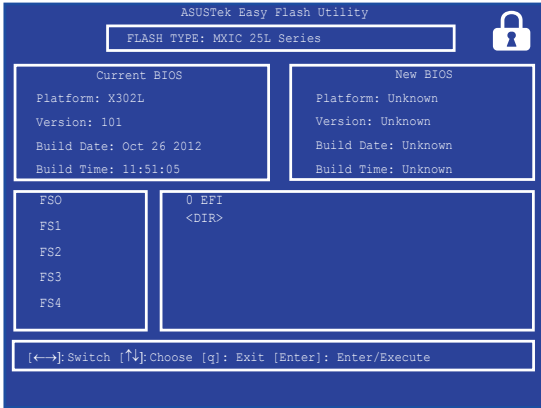 ASUSTek Easy Flash Utility
FLASH TYPE: MXIC 25L Series
Current BIOS
Platform: X302L
Version: 101
Build Date: Oct 26 2012
Build Time: 11:51:05
New BIOS
Platform: Unknown
Version: Unknown
Build Date: Unknown
Build Time: Unknown
FSO
FS1
FS2
FS3
FS4
0 EFI
<DIR>
[←→]: Switch [↑↓]: Choose [q]: Exit [Enter]: Enter/Execute